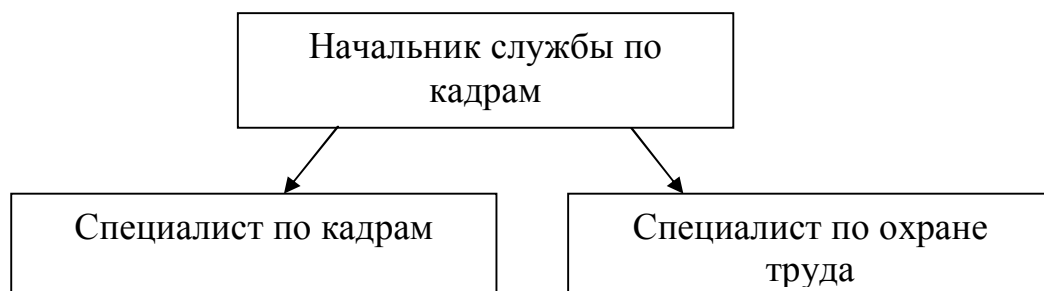 Начальник службы по
кадрам
Специалист по кадрам
Специалист по охране
труда